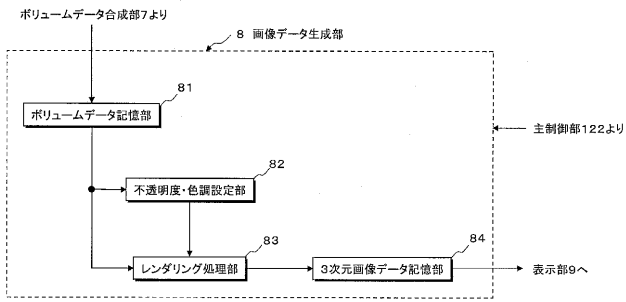 ボリュームデータ合成部7より
8 画像データ生成部
81
ボリュームデータ記憶部
主制御部122より
82
不透明度・色調設定部
83
レンダリング処理部
84
3次元画像データ記憶部
表示部9へ